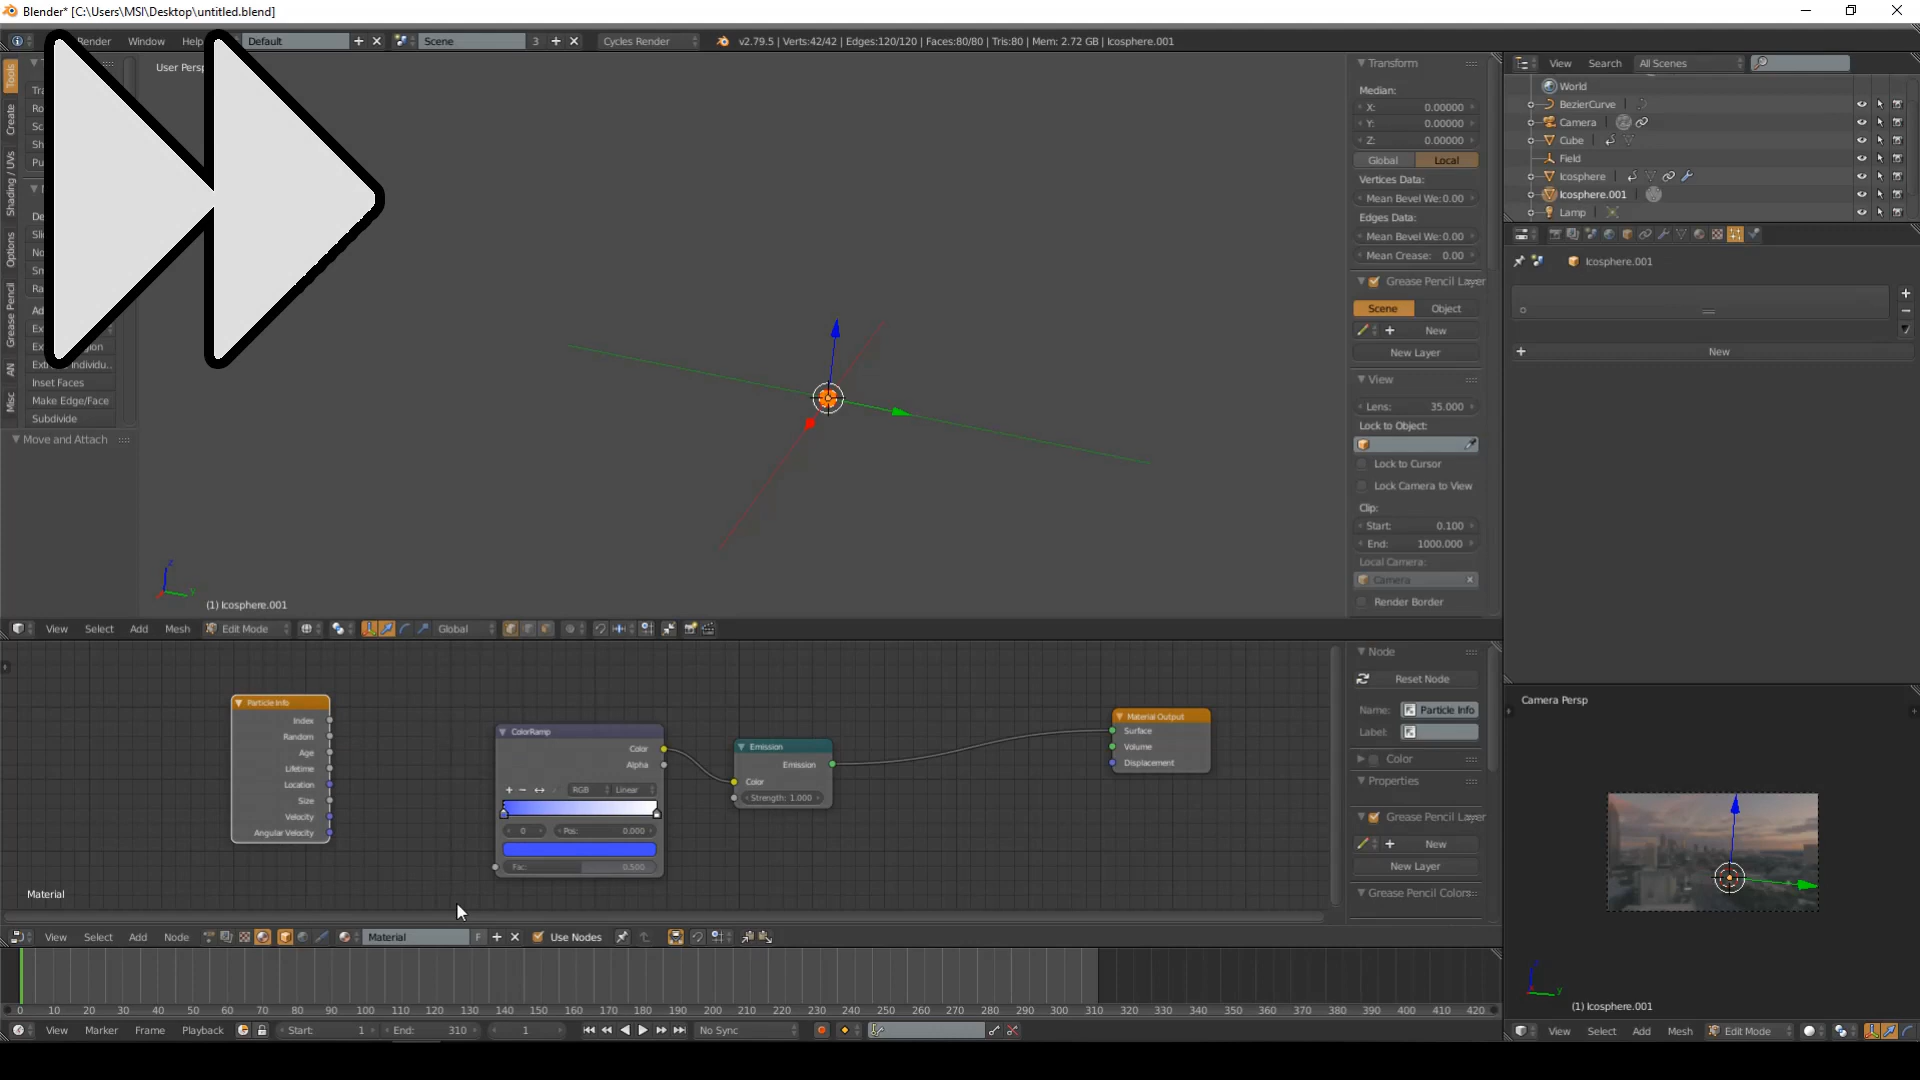 Blender* [C:\Users\MSI\Desktop\untitled.blend]
Render Window Help Default Scene 3 Cycles Render v2.79.5 | Verts:42/42 | Edges:120/120 | Faces:80/80 | Tris:80 | Mem: 2.72 GB | Icosphere.001
User Persp
Tools
Create
Shading / UVs
Options
Grease Pencil
AN
Misc
Inset Faces
Make Edge/Face
Subdivide
Move and Attach
(1) Icosphere.001
Transform
Median:
X: 0.00000
Y: 0.00000
Z: 0.00000
Global Local
Vertices Data:
Mean Bevel We:0.00
Edges Data:
Mean Bevel We:0.00
Mean Crease: 0.00
Grease Pencil Layer
Scene Object
New
New Layer
View
Lens: 35.000
Lock to Object:
Lock to Cursor
Lock Camera to View
Clip:
Start: 0.100
End: 1000.000
Local Camera:
Camera
Render Border
View Search All Scenes
World
BezierCurve
Camera
Cube
Field
Icosphere
Icosphere.001
Lamp
Icosphere.001
New
View Select Add Mesh Edit Mode Global
Particle Info
Index
Random
Age
Lifetime
Location
Size
Velocity
Angular Velocity
ColorRamp
Color
Alpha
RGB Linear
0 Pos: 0.000
Fac: 0.500
Emission
Emission
Color
Strength: 1.000
Material Output
Surface
Volume
Displacement
Material
Node
Reset Node
Name: Particle Info
Label:
Color
Properties
Grease Pencil Layer
New
New Layer
Grease Pencil Colors
Camera Persp
(1) Icosphere.001
View Select Add Node Material F Use Nodes
0 10 20 30 40 50 60 70 80 90 100 110 120 130 140 150 160 170 180 190 200 210 220 230 240 250 260 270 280 290 300 310 320 330 340 350 360 370 380 390 400 410 420
View Marker Frame Playback Start: 1 End: 310 1 No Sync
View Select Add Mesh Edit Mode